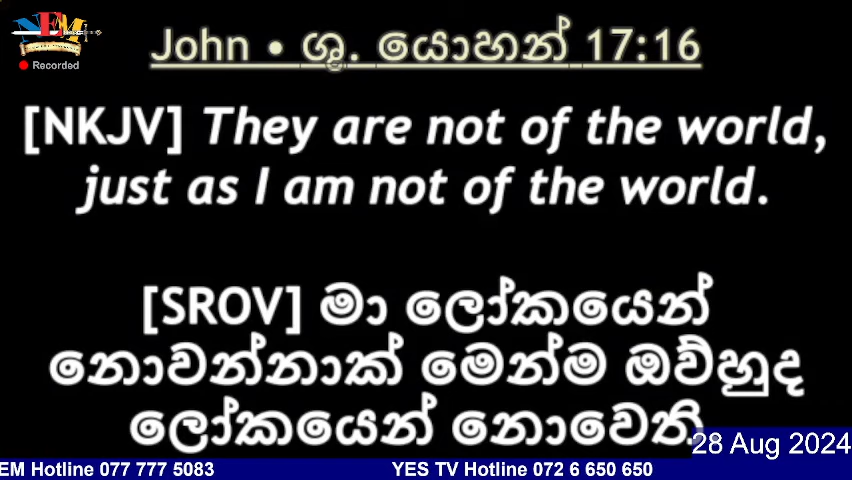 NEM
Recorded
John • ශු. යොහන් 17:16
[NKJV] They are not of the world,
just as I am not of the world.
[SROV] මා ලෝකයෙන්
නොවන්නාක් මෙන්ම ඔව්හුද
ලෝකයෙන් නොවෙති
28 Aug 2024
EM Hotline 077 777 5083 YES TV Hotline 072 6 650 650